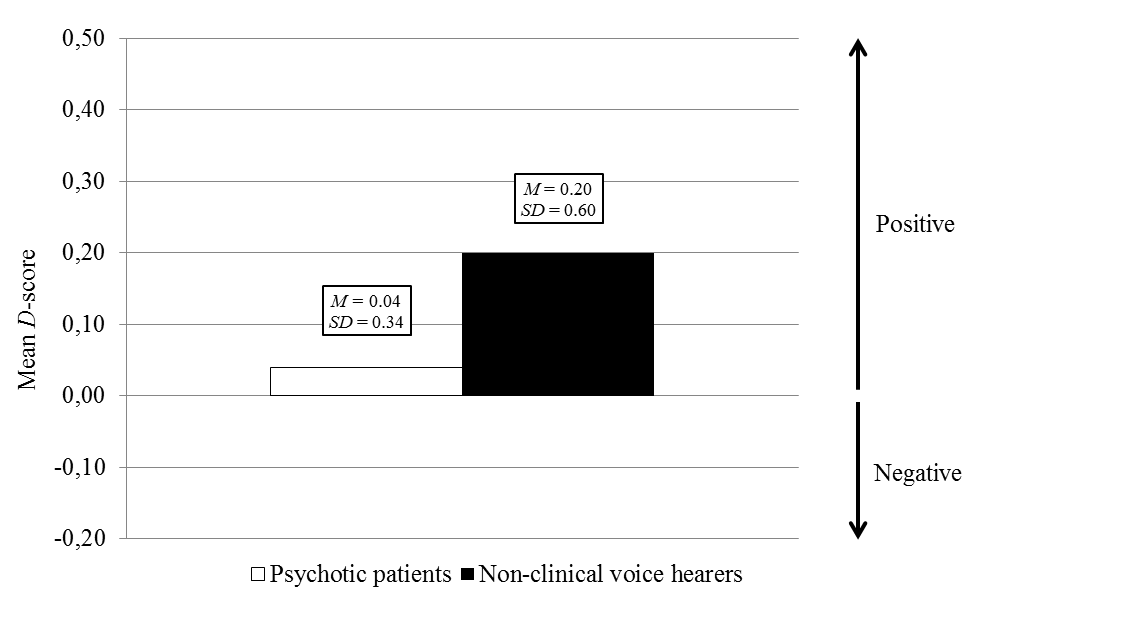 0,50
0,40
0,30
0,20
0,10
0,00
-0,10
-0,20
Mean D-score
M = 0.04
SD = 0.34
M = 0.20
SD = 0.60
Positive
Negative
Psychotic patients Non-clinical voice hearers